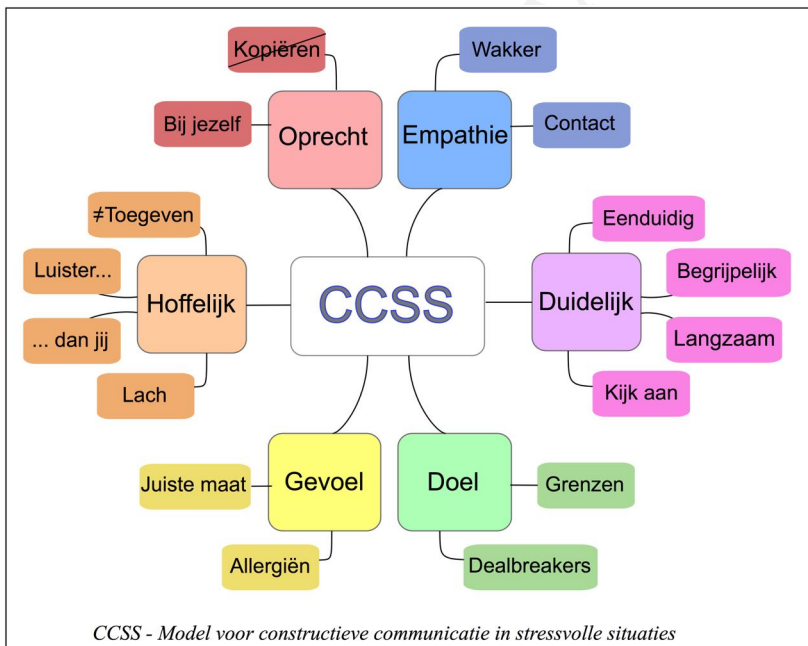 Kopiëren
Bij jezelf
Oprecht
Wakker
Contact
Empathie
≠Toegeven
Luister...
... dan jij
Lach
Hoffelijk
CCSS
Duidelijk
Eenduidig
Begrijpelijk
Langzaam
Kijk aan
Juiste maat
Allergiën
Gevoel
Doel
Grenzen
Dealbreakers
CCSS - Model voor constructieve communicatie in stressvolle situaties